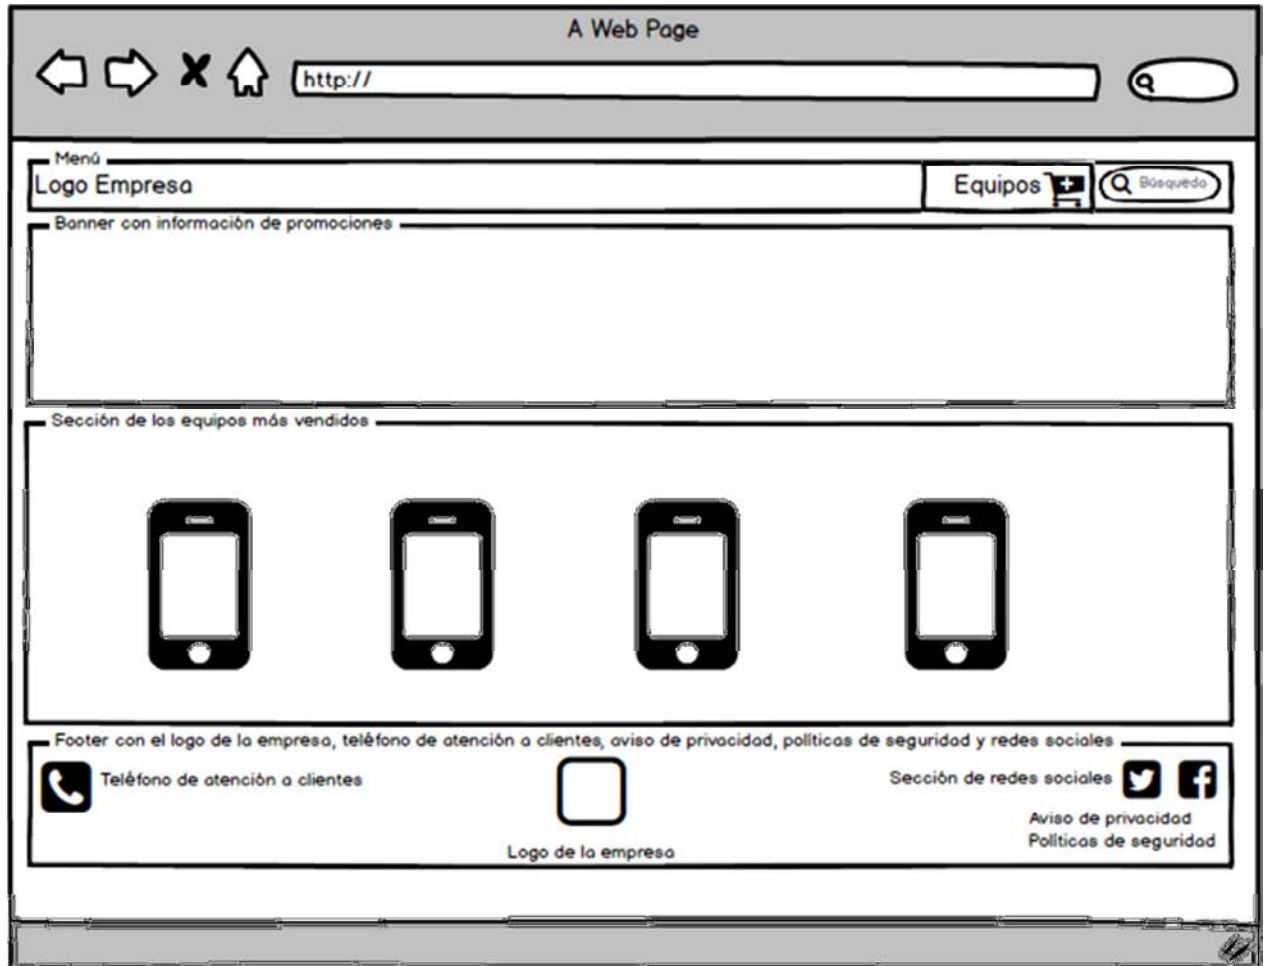 A Web Page
http://
Menú
Logo Empresa
Equipos
Búsqueda
Banner con información de promociones
Sección de los equipos más vendidos
Footer con el logo de la empresa, teléfono de atención a clientes, aviso de privacidad, políticas de seguridad y redes sociales
Teléfono de atención a clientes
Sección de redes sociales
Aviso de privacidad
Políticas de seguridad
Logo de la empresa